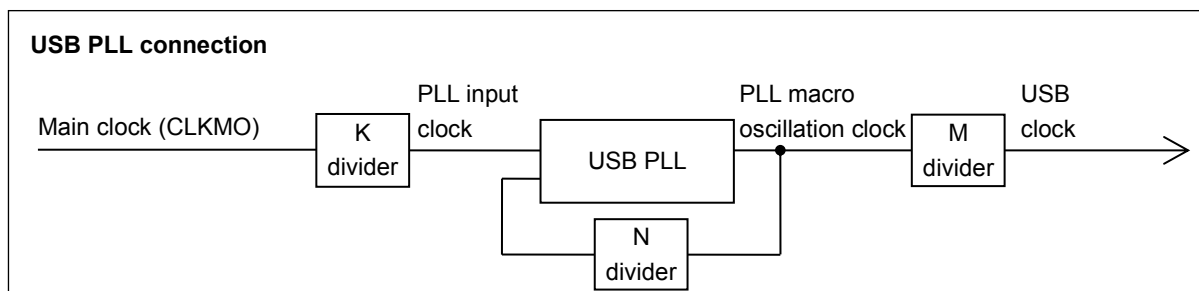 USB PLL connection
Main clock (CLKMO)
K
divider
PLL input
clock
USB PLL
N
divider
PLL macro
oscillation clock
M
divider
USB
clock